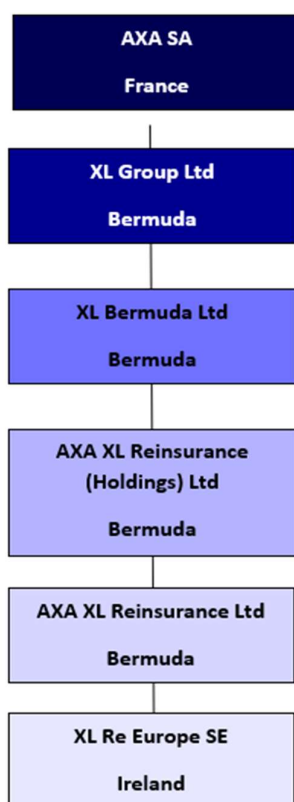 AXA SA
France
XL Group Ltd
Bermuda
XL Bermuda Ltd
Bermuda
AXA XL Reinsurance
(Holdings) Ltd
Bermuda
AXA XL Reinsurance Ltd
Bermuda
XL Re Europe SE
Ireland